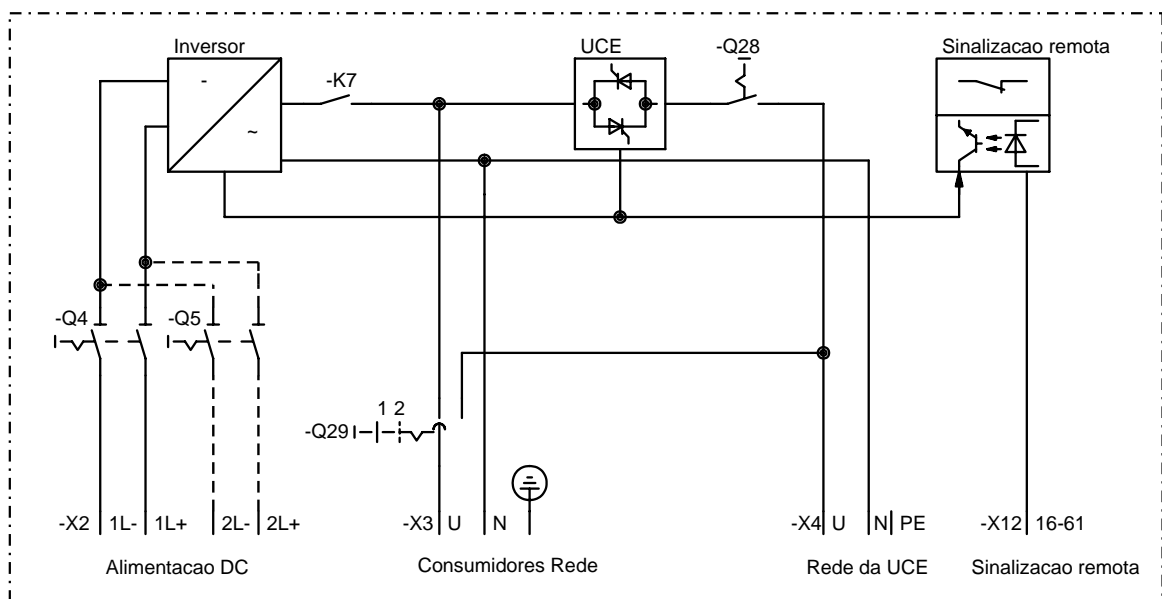 Inversor
UCE
-Q28
Sinalizacao remota
-K7
-
~
-Q4
-Q5
1 2
-Q29
-X2 1L- 1L+ 2L- 2L+
-X3 U N
-X4 U N PE
-X12 16-61
Alimentacao DC
Consumidores Rede
Rede da UCE
Sinalizacao remota